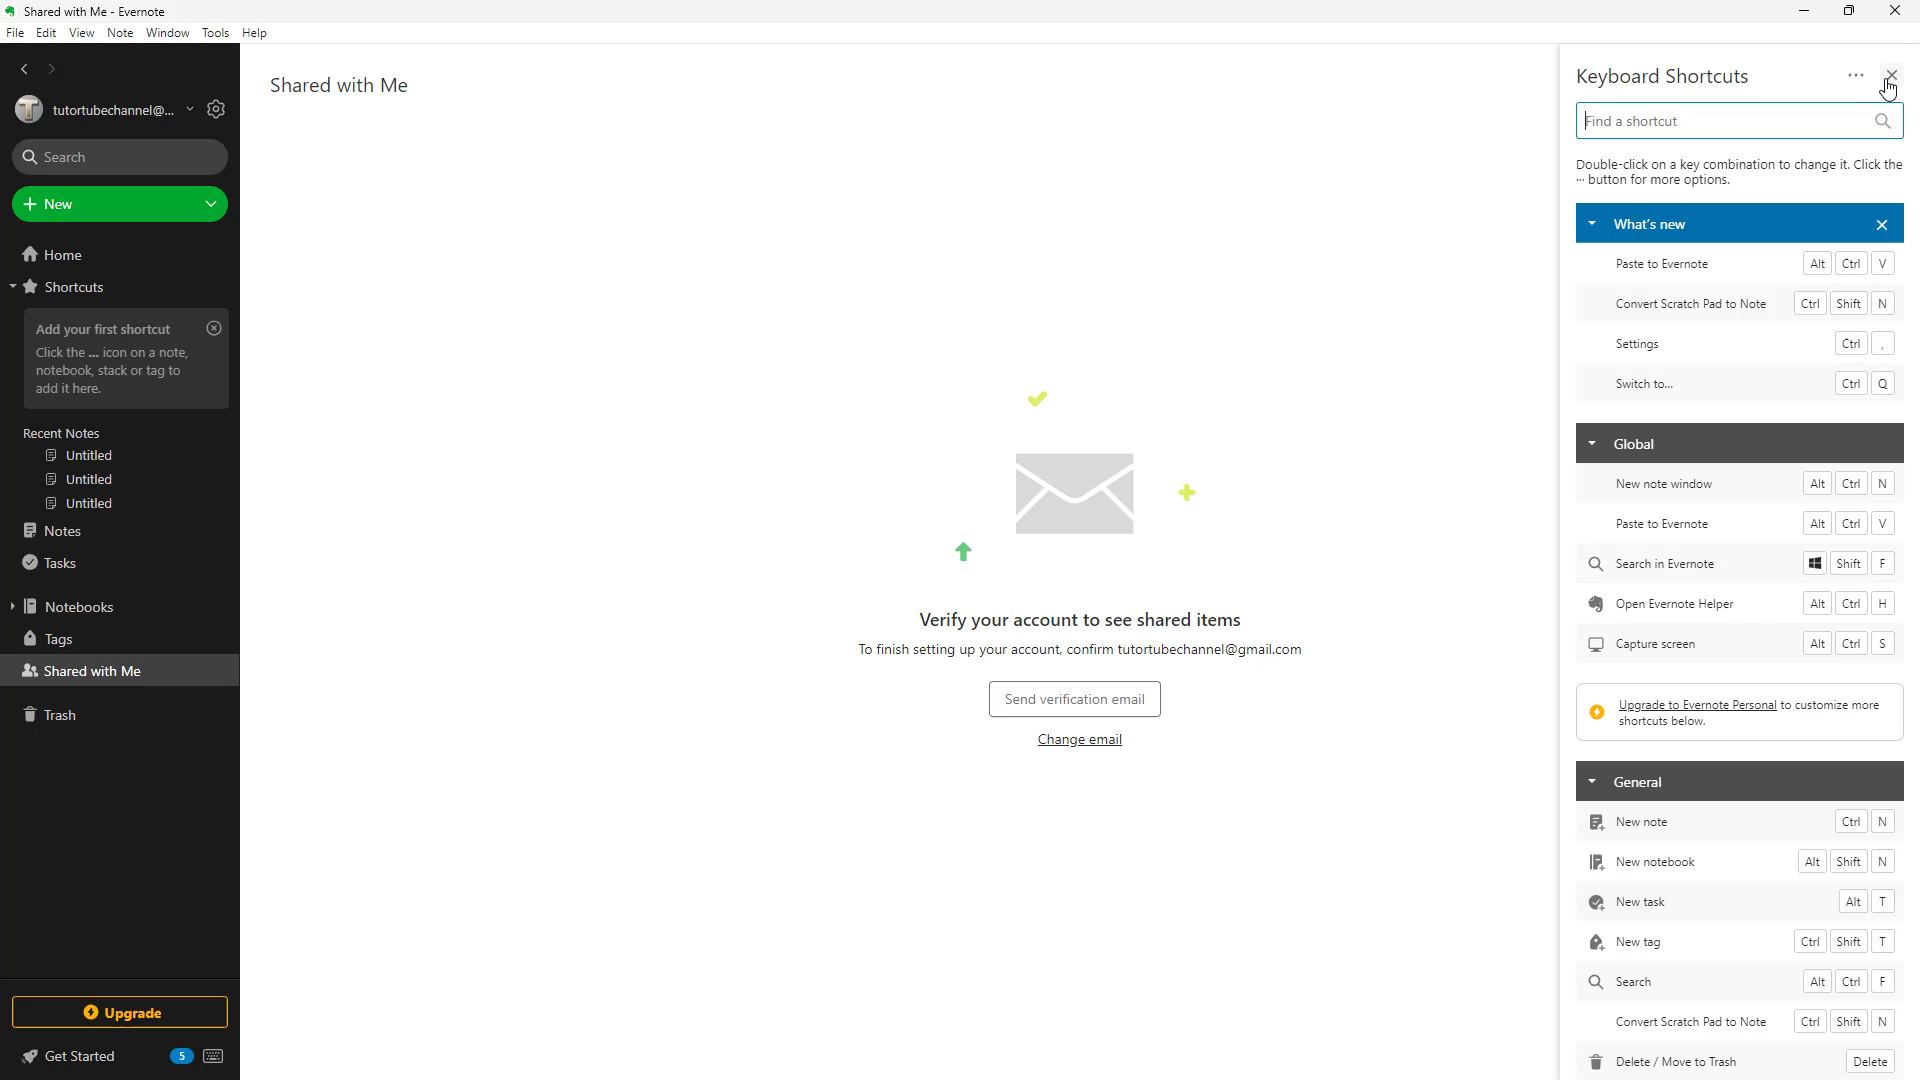 Shared with Me - Evernote
File Edit View Note Window Tools Help
T tutortubechannel@...
Search
New
Home
Shortcuts
Add your first shortcut
Click the ... icon on a note,
notebook, stack or tag to
add it here.
Recent Notes
Untitled
Untitled
Untitled
Notes
Tasks
Notebooks
Tags
Shared with Me
Trash
Upgrade
Get Started 5
Shared with Me
Verify your account to see shared items
To finish setting up your account, confirm tutortubechannel@gmail.com
Send verification email
Change email
Keyboard Shortcuts ...
Find a shortcut
Double-click on a key combination to change it. Click the
... button for more options.
What's new
Paste to Evernote Alt Ctrl V
Convert Scratch Pad to Note Ctrl Shift N
Settings Ctrl ,
Switch to... Ctrl Q
Global
New note window Alt Ctrl N
Paste to Evernote Alt Ctrl V
Search in Evernote Shift F
Open Evernote Helper Alt Ctrl H
Capture screen Alt Ctrl S
Upgrade to Evernote Personal to customize more
shortcuts below.
General
New note Ctrl N
New notebook Alt Shift N
New task Alt T
New tag Ctrl Shift T
Search Alt Ctrl F
Convert Scratch Pad to Note Ctrl Shift N
Delete / Move to Trash Delete